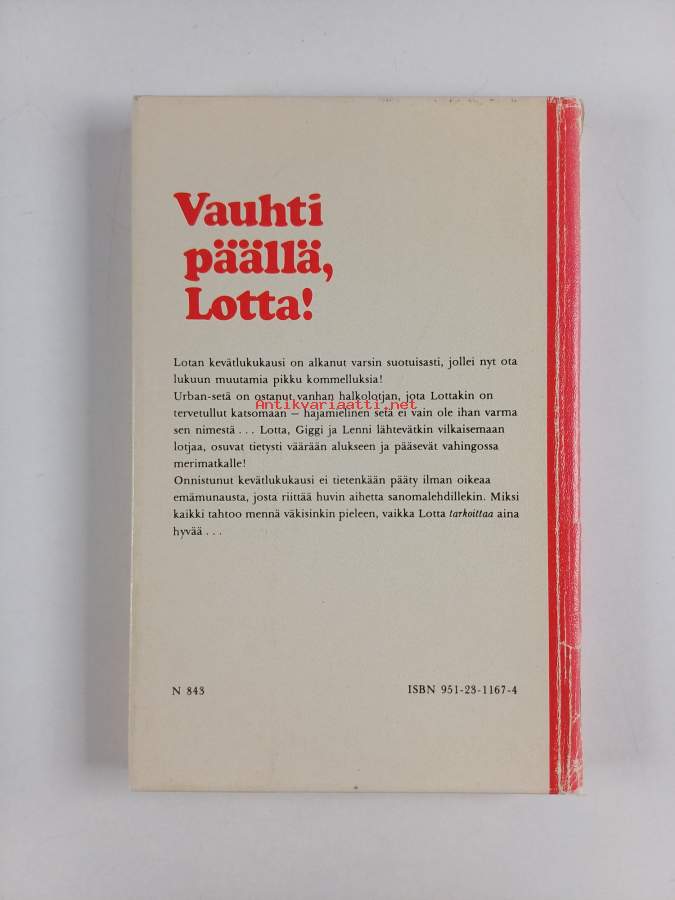 Vauhti
päällä,
Lotta!
Lotan kevätlukukausi on alkanut varsin suotuisasti, jollei nyt ota
lukuun muutamia pikku kommelluksia!
Urban-setä on ostanut vanhan halkolotjan, jota Lottakin on
Antikvariaatti.net
tervetullut katsomaan – hajamielinen setä ei vain ole ihan varma
sen nimestä . . . Lotta, Giggi ja Lenni lähtevätkin vilkaisemaan
lotjaa, osuvat tietysti väärään alukseen ja pääsevät vahingossa
merimatkalle!
Onnistunut kevätlukukausi ei tietenkään pääty ilman oikeaa
emämunausta, josta riittää huvin aihetta sanomalehdillekin. Miksi
kaikki tahtoo mennä väkisinkin pieleen, vaikka Lotta tarkoittaa aina
hyvää . . .
N 843
ISBN 951-23-1167-4